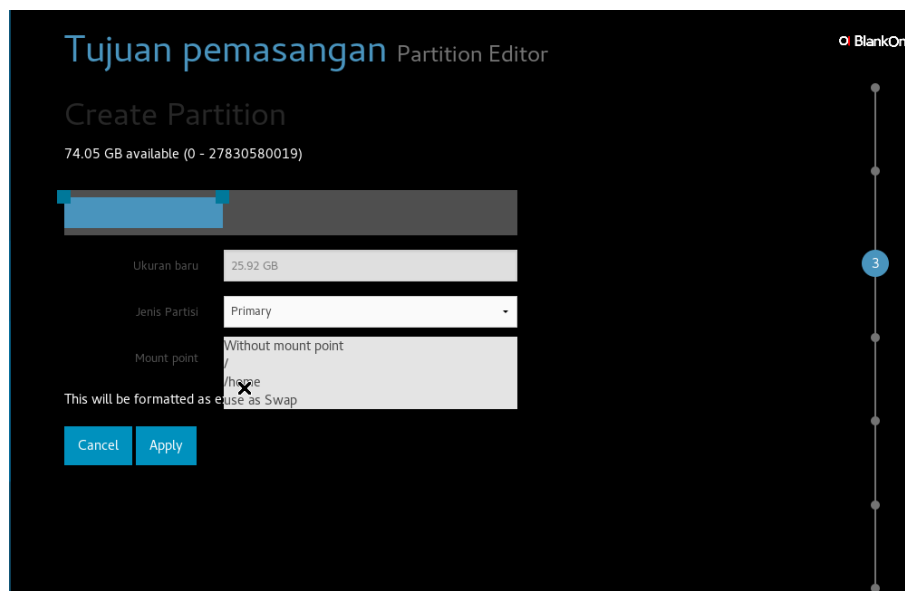 Tujuan pemasangan Partition Editor
BlankOn
Create Partition
74.05 GB available (0 - 27830580019)
3
Ukuran baru 25.92 GB
Jenis Partisi Primary
Mount point
Without mount point
/
/home
use as Swap
This will be formatted as e
Cancel Apply